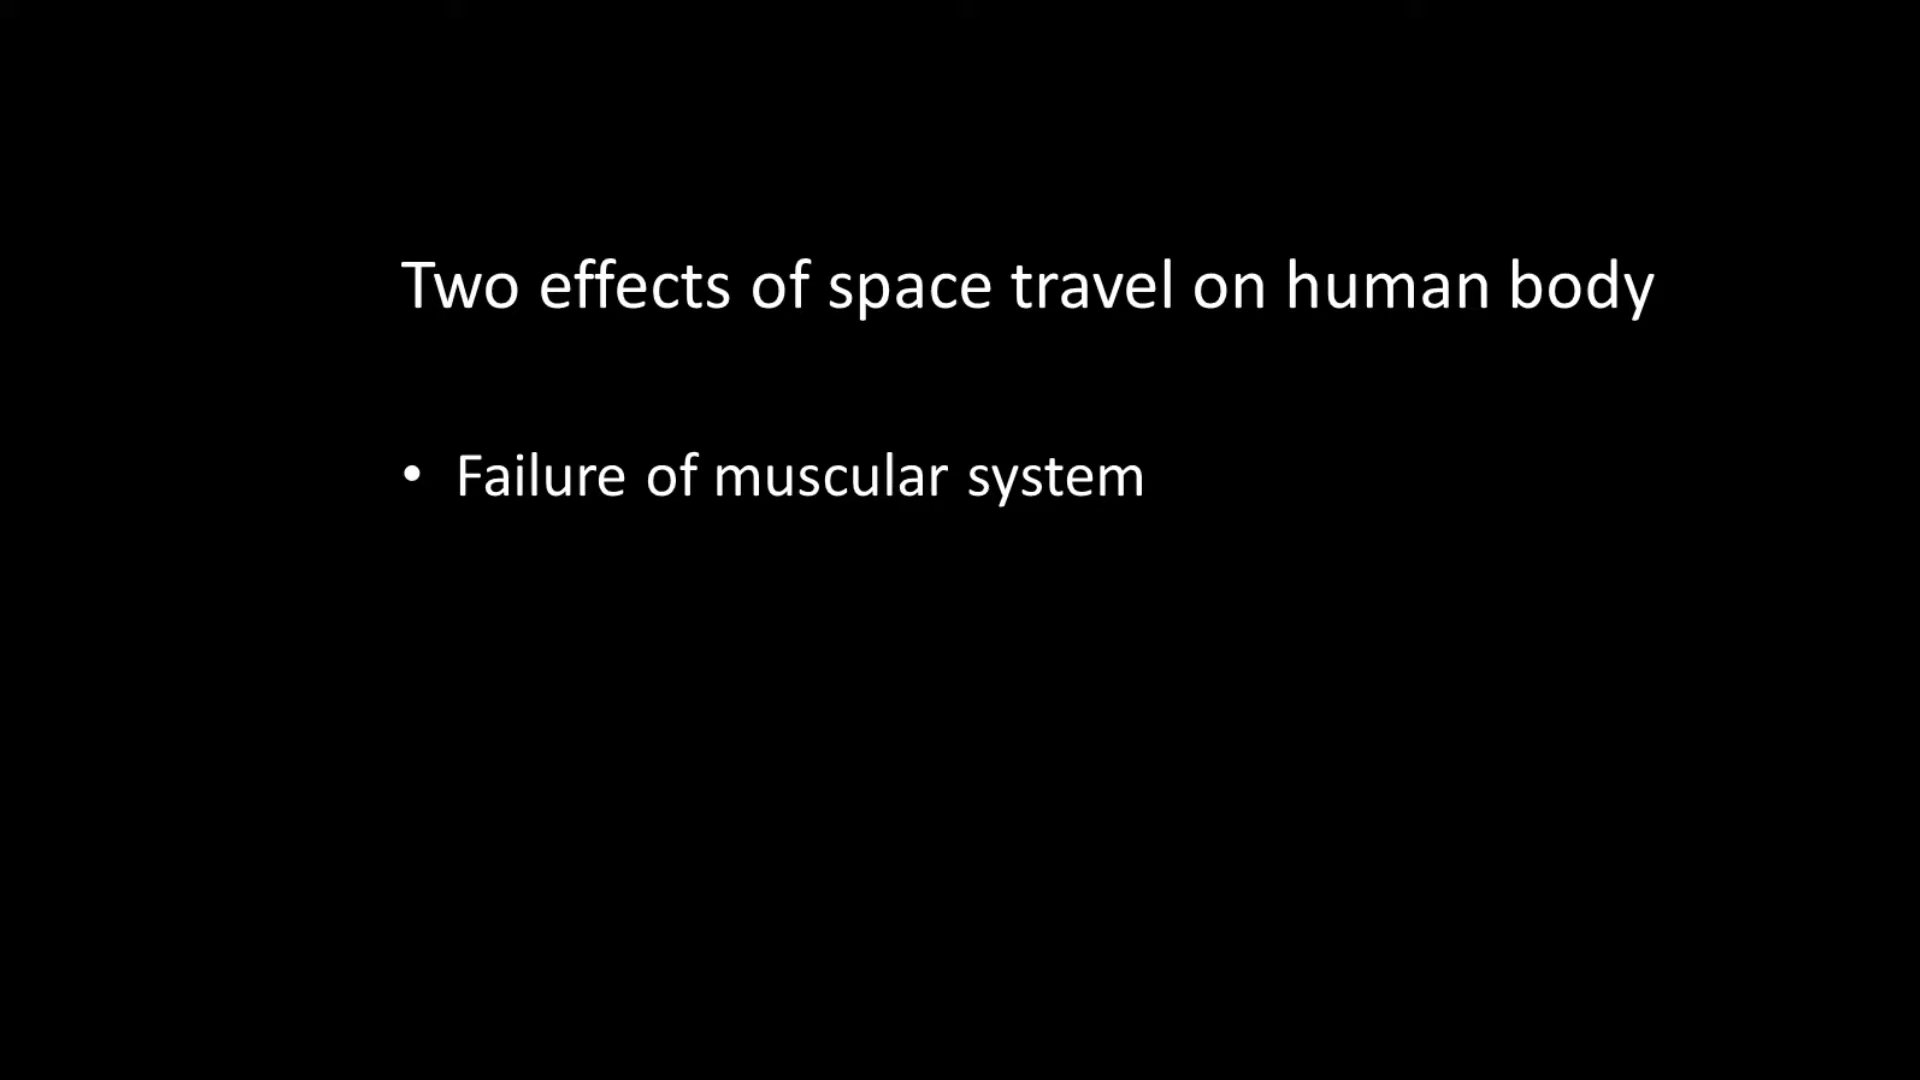 Two effects of space travel on human body
• Failure of muscular system